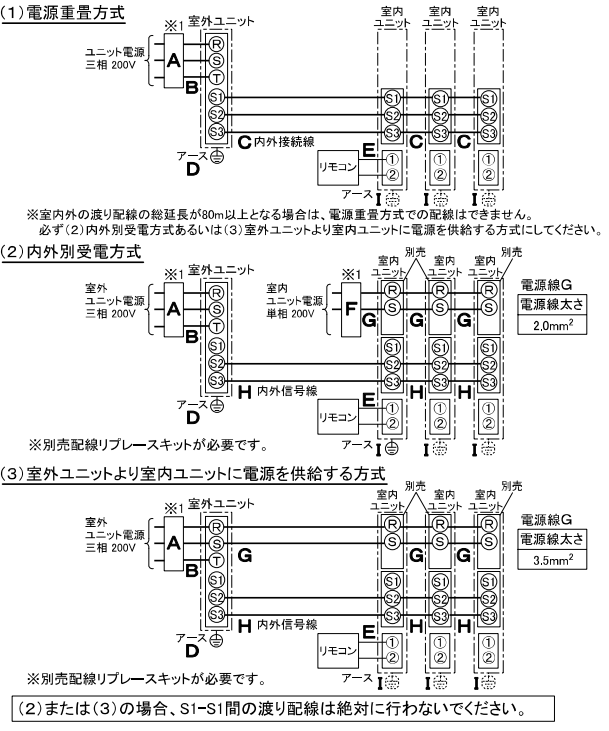 (1)電源重畳方式
※1 室外ユニット
室内 室内 室内
ユニット ユニット ユニット
ユニット電源
三相 200V
A
B
R
S
T
S1 S1 S1 S1
S2 S2 S2 S2
S3 S3 S3 S3
C 内外接続線 C C
アース
D
リモコン
E
① ① ①
② ② ②
アース I I I
※室内外の渡り配線の総延長が80m以上となる場合は、電源重畳方式での配線はできません。
必ず(2)内外別受電方式あるいは(3)室外ユニットより室内ユニットに電源を供給する方式にしてください。
(2)内外別受電方式
※1 室外ユニット
※1
室内 別売 室内 室内 別売
ユニット ユニット ユニット
室外
ユニット電源
三相 200V
A
B
R
S
T
室内
ユニット電源
単相 200V
F
R R R
S S S
G G G
電源線G
電源線太さ
2.0mm²
S1 S1 S1 S1
S2 S2 S2 S2
S3 S3 S3 S3
H 内外信号線 H H
アース
D
リモコン
E
① ① ①
② ② ②
アース I I I
※別売配線リプレースキットが必要です。
(3)室外ユニットより室内ユニットに電源を供給する方式
※1 室外ユニット
室内 別売 室内 室内 別売
ユニット ユニット ユニット
室外
ユニット電源
三相 200V
A
B
R R R R
S S S S
T
G G G
電源線G
電源線太さ
3.5mm²
S1 S1 S1 S1
S2 S2 S2 S2
S3 S3 S3 S3
H 内外信号線 H H
アース
D
リモコン
E
① ① ①
② ② ②
アース I I I
※別売配線リプレースキットが必要です。
(2)または(3)の場合、S1-S1間の渡り配線は絶対に行わないでください。